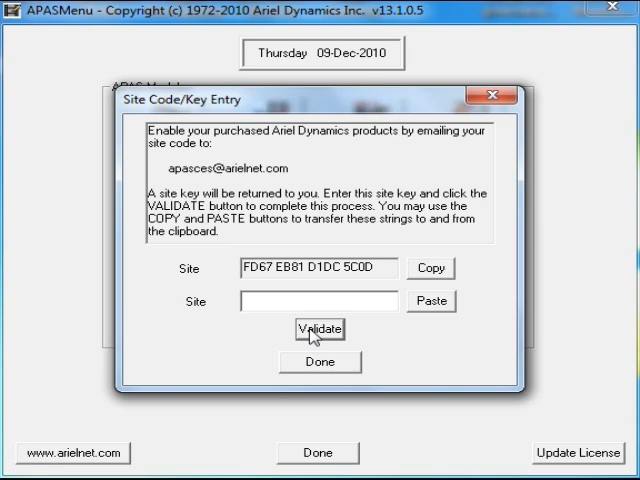 APASMenu - Copyright (c) 1972-2010 Ariel Dynamics Inc. v13.1.0.5
Thursday 09-Dec-2010
Site Code/Key Entry
Enable your purchased Ariel Dynamics products by emailing your
site code to:
apasces@arielnet.com
A site key will be returned to you. Enter this site key and click the
VALIDATE button to complete this process. You may use the
COPY and PASTE buttons to transfer these strings to and from
the clipboard.
Site FD67 EB81 D1DC 5C0D Copy
Site Paste
Validate
Done
www.arielnet.com Done Update License